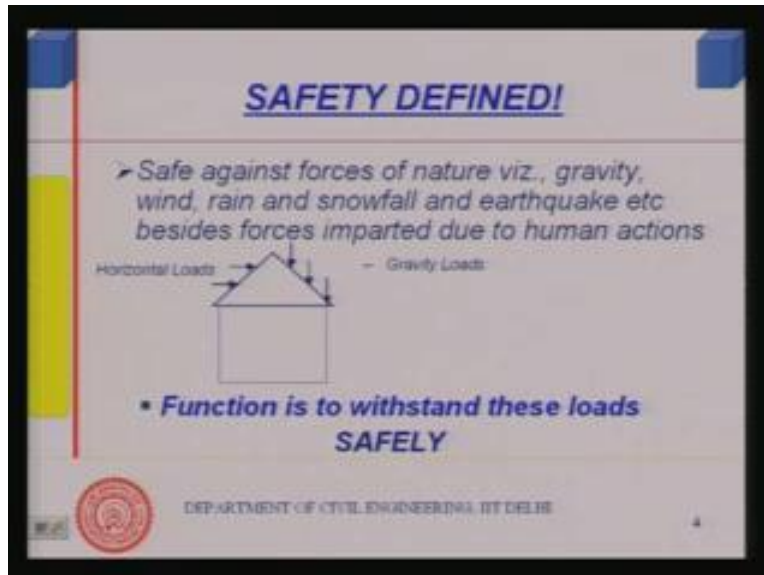 SAFETY DEFINED!
➢ Safe against forces of nature viz., gravity,
wind, rain and snowfall and earthquake etc
besides forces imparted due to human actions
Horizontal Loads
– Gravity Loads
▪ Function is to withstand these loads
SAFELY
DEPARTMENT OF CIVIL ENGINEERING, IIT DELHI
4